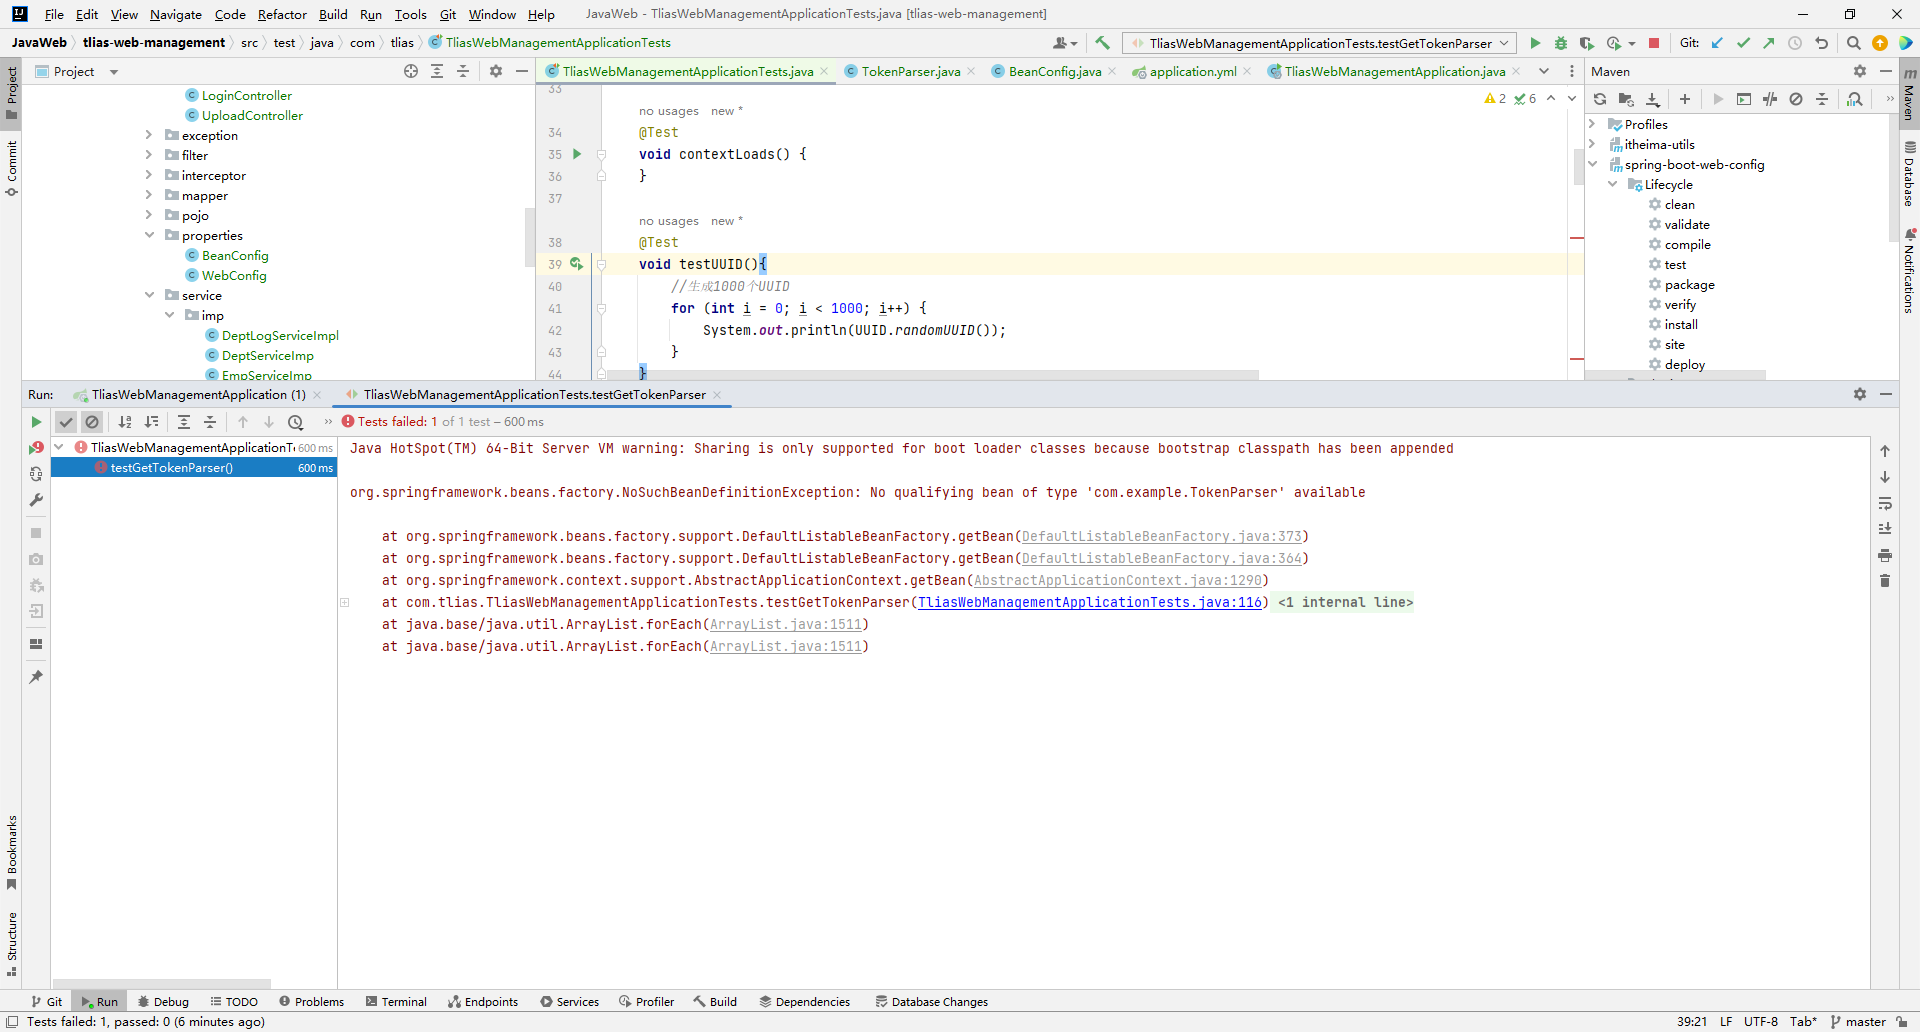 File Edit View Navigate Code Refactor Build Run Tools Git Window Help JavaWeb - TliasWebManagementApplicationTests.java [tlias-web-management]
JavaWeb tlias-web-management src test java com tlias TliasWebManagementApplicationTests
TliasWebManagementApplicationTests.testGetTokenParser
Git:
Project
TliasWebManagementApplicationTests.java TokenParser.java BeanConfig.java application.yml TliasWebManagementApplication.java
Maven
Project
Commit
Bookmarks
Structure
LoginController
UploadController
exception
filter
interceptor
mapper
pojo
properties
BeanConfig
WebConfig
service
imp
DeptLogServiceImpl
DeptServiceImp
EmpServiceImp
2 6
33
no usages new *
34 @Test
35 void contextLoads() {
36 }
37
no usages new *
38 @Test
39 void testUUID(){
40 //生成1000个UUID
41 for (int i = 0; i < 1000; i++) {
42 System.out.println(UUID.randomUUID());
43 }
44 }
Profiles
itheima-utils
spring-boot-web-config
Lifecycle
clean
validate
compile
test
package
verify
install
site
deploy
Maven
Database
Notifications
Run: TliasWebManagementApplication (1) TliasWebManagementApplicationTests.testGetTokenParser
Tests failed: 1 of 1 test – 600 ms
TliasWebManagementApplicationT 600 ms
testGetTokenParser() 600 ms
Java HotSpot(TM) 64-Bit Server VM warning: Sharing is only supported for boot loader classes because bootstrap classpath has been appended
org.springframework.beans.factory.NoSuchBeanDefinitionException: No qualifying bean of type 'com.example.TokenParser' available
at org.springframework.beans.factory.support.DefaultListableBeanFactory.getBean(DefaultListableBeanFactory.java:373)
at org.springframework.beans.factory.support.DefaultListableBeanFactory.getBean(DefaultListableBeanFactory.java:364)
at org.springframework.context.support.AbstractApplicationContext.getBean(AbstractApplicationContext.java:1290)
at com.tlias.TliasWebManagementApplicationTests.testGetTokenParser(TliasWebManagementApplicationTests.java:116) <1 internal line>
at java.base/java.util.ArrayList.forEach(ArrayList.java:1511)
at java.base/java.util.ArrayList.forEach(ArrayList.java:1511)
Git Run Debug TODO Problems Terminal Endpoints Services Profiler Build Dependencies Database Changes
Tests failed: 1, passed: 0 (6 minutes ago) 39:21 LF UTF-8 Tab* master